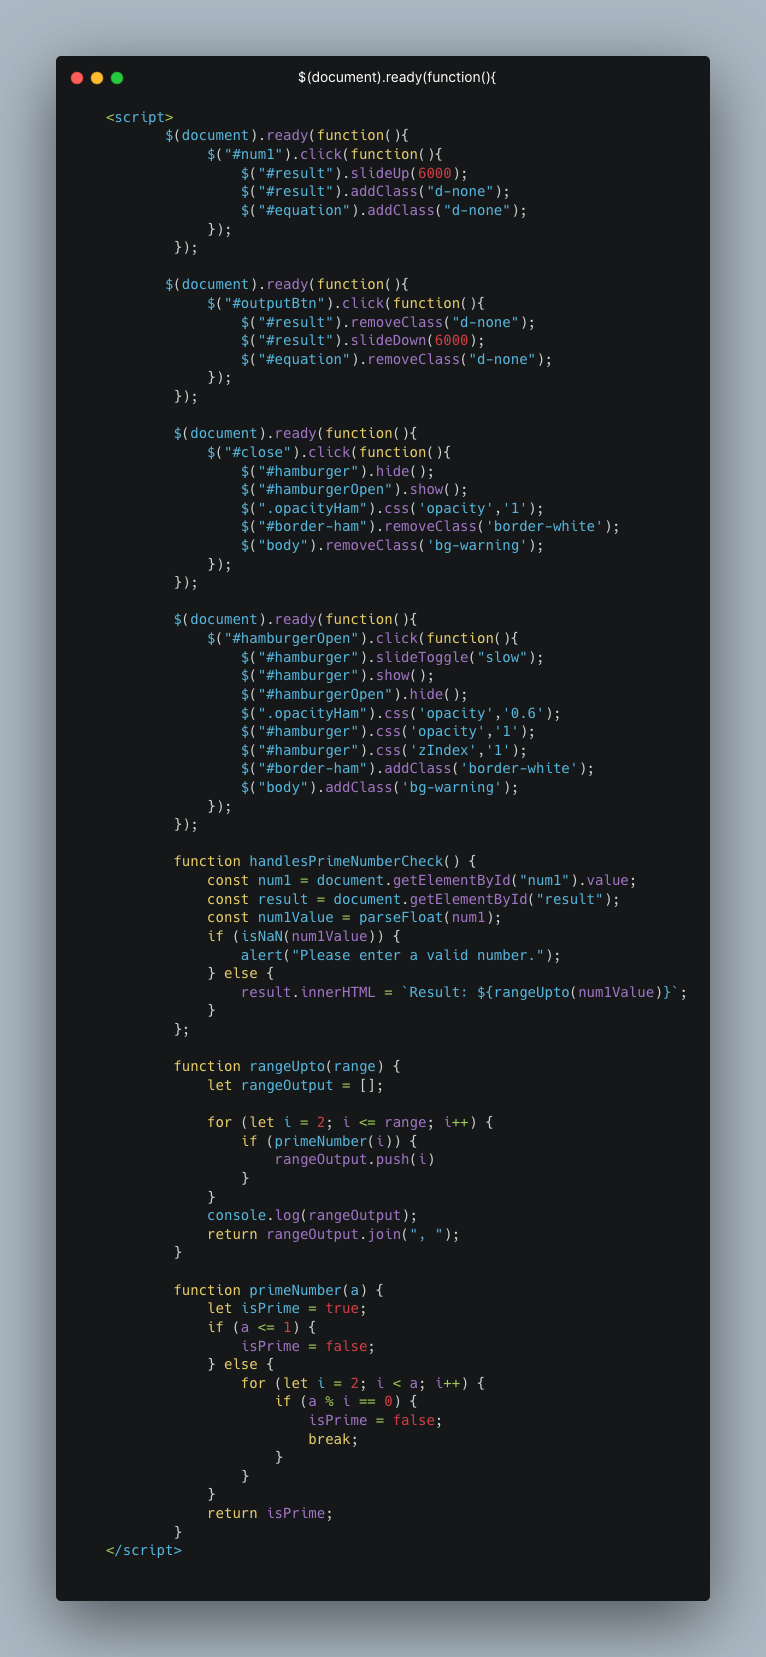 $(document).ready(function(){
<script>
$(document).ready(function(){
$("#num1").click(function(){
$("#result").slideUp(6000);
$("#result").addClass("d-none");
$("#equation").addClass("d-none");
});
});
$(document).ready(function(){
$("#outputBtn").click(function(){
$("#result").removeClass("d-none");
$("#result").slideDown(6000);
$("#equation").removeClass("d-none");
});
});
$(document).ready(function(){
$("#close").click(function(){
$("#hamburger").hide();
$("#hamburgerOpen").show();
$(".opacityHam").css('opacity','1');
$("#border-ham").removeClass('border-white');
$("body").removeClass('bg-warning');
});
});
$(document).ready(function(){
$("#hamburgerOpen").click(function(){
$("#hamburger").slideToggle("slow");
$("#hamburger").show();
$("#hamburgerOpen").hide();
$(".opacityHam").css('opacity','0.6');
$("#hamburger").css('opacity','1');
$("#hamburger").css('zIndex','1');
$("#border-ham").addClass('border-white');
$("body").addClass('bg-warning');
});
});
function handlesPrimeNumberCheck() {
const num1 = document.getElementById("num1").value;
const result = document.getElementById("result");
const num1Value = parseFloat(num1);
if (isNaN(num1Value)) {
alert("Please enter a valid number.");
} else {
result.innerHTML = `Result: ${rangeUpto(num1Value)}`;
}
};
function rangeUpto(range) {
let rangeOutput = [];
for (let i = 2; i <= range; i++) {
if (primeNumber(i)) {
rangeOutput.push(i)
}
}
console.log(rangeOutput);
return rangeOutput.join(", ");
}
function primeNumber(a) {
let isPrime = true;
if (a <= 1) {
isPrime = false;
} else {
for (let i = 2; i < a; i++) {
if (a % i == 0) {
isPrime = false;
break;
}
}
}
return isPrime;
}
</script>